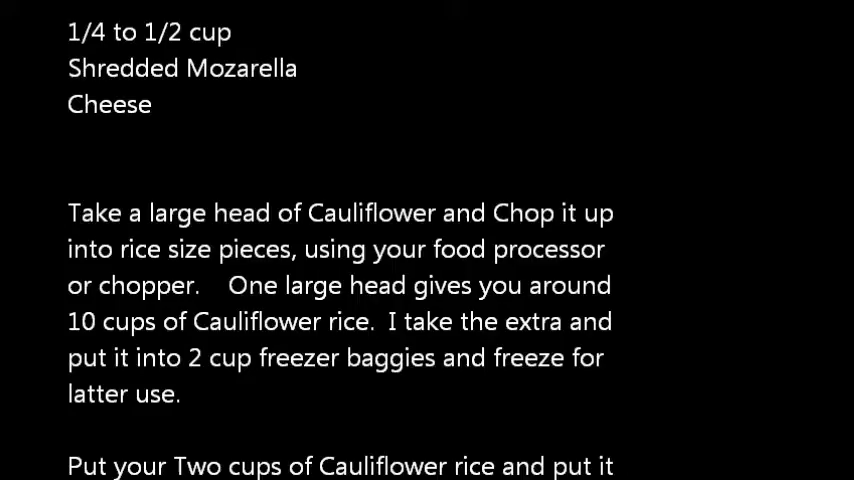 1/4 to 1/2 cup
Shredded Mozarella
Cheese
Take a large head of Cauliflower and Chop it up
into rice size pieces, using your food processor
or chopper.    One large head gives you around
10 cups of Cauliflower rice.  I take the extra and
put it into 2 cup freezer baggies and freeze for
latter use.
Put your Two cups of Cauliflower rice and put it